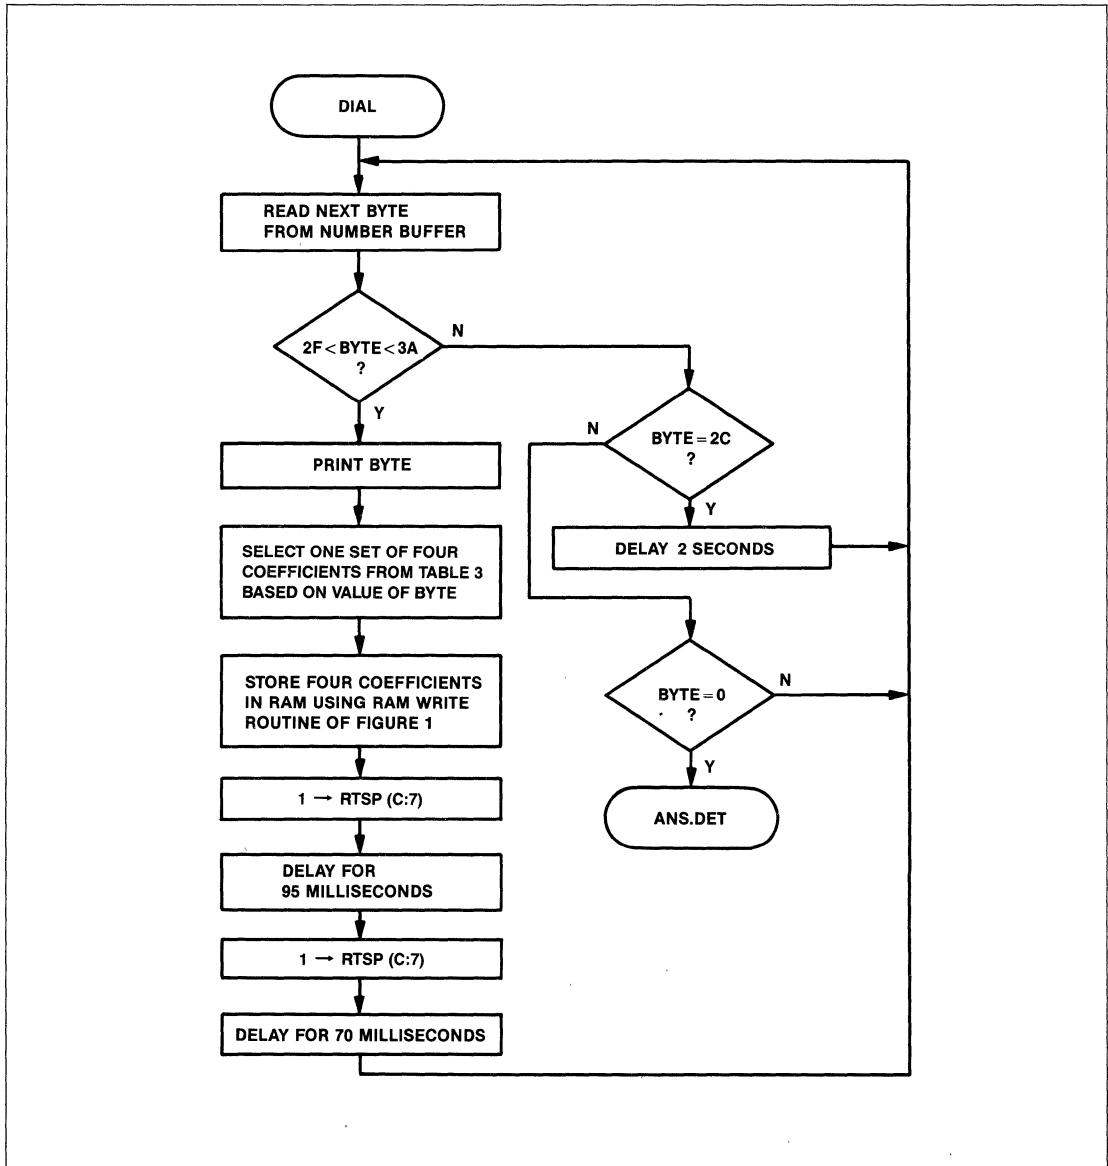 DIAL
READ NEXT BYTE
FROM NUMBER BUFFER
2F < BYTE < 3A
?
N
Y
PRINT BYTE
SELECT ONE SET OF FOUR
COEFFICIENTS FROM TABLE 3
BASED ON VALUE OF BYTE
STORE FOUR COEFFICIENTS
IN RAM USING RAM WRITE
ROUTINE OF FIGURE 1
1 → RTSP (C:7)
DELAY FOR
95 MILLISECONDS
1 → RTSP (C:7)
DELAY FOR 70 MILLISECONDS
BYTE = 2C
?
N
Y
DELAY 2 SECONDS
BYTE = 0
?
N
Y
ANS.DET